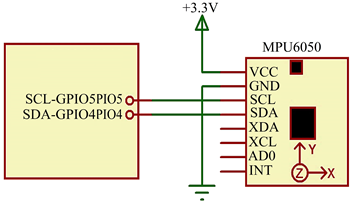 +3.3V
MPU6050
SCL-GPIO5PIO5
SDA-GPIO4PIO4
VCC
GND
SCL
SDA
XDA
XCL
AD0
INT
Y
Z
X